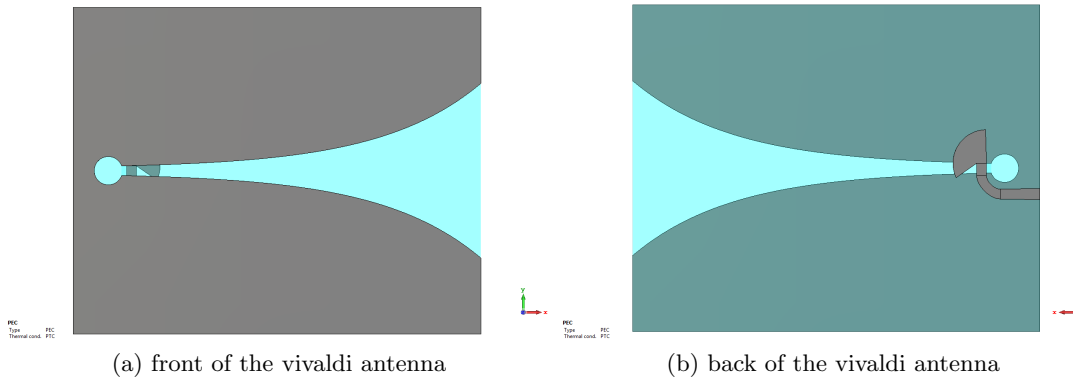 PEC
Type PEC
Thermal cond. PTC
y
x
PEC
Type PEC
Thermal cond. PTC
x
(a) front of the vivaldi antenna
(b) back of the vivaldi antenna